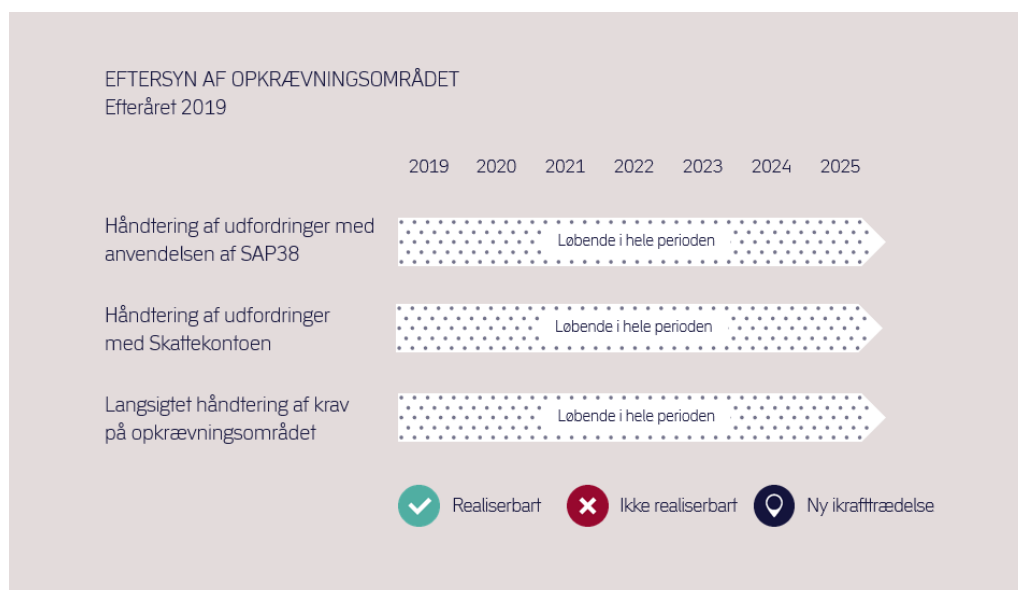 EFTERSYN AF OPKRÆVNINGSOMRÅDET
Efteråret 2019
2019 2020 2021 2022 2023 2024 2025
Håndtering af udfordringer med
anvendelsen af SAP38
Løbende i hele perioden
Håndtering af udfordringer
med Skattekontoen
Løbende i hele perioden
Langsigtet håndtering af krav
på opkrævningsområdet
Løbende i hele perioden
Realiserbart Ikke realiserbart Ny ikrafttrædelse